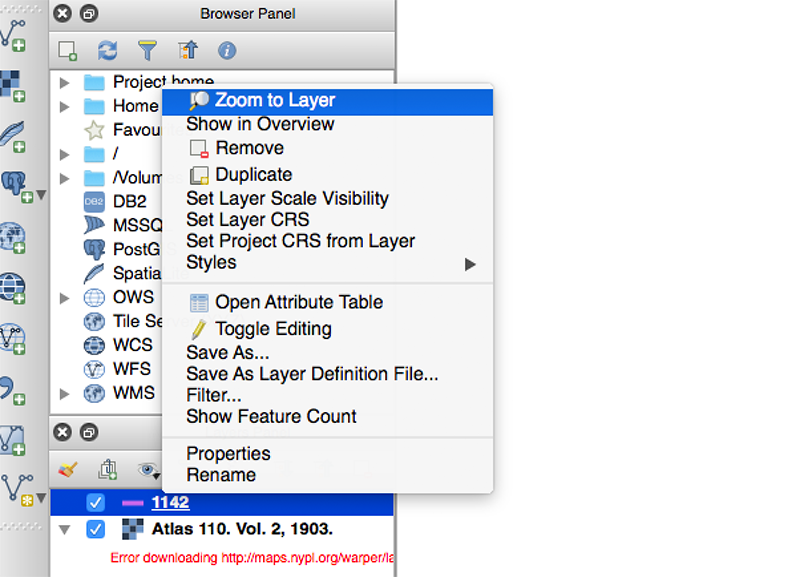 Browser Panel
Project home
Zoom to Layer
Home
Show in Overview
Favou
Remove
/
Duplicate
/Volum
Set Layer Scale Visibility
DB2 DB2
Set Layer CRS
MSSQ
Set Project CRS from Layer
PostG
Styles
Spatia
OWS
Open Attribute Table
Tile Se
Toggle Editing
WCS
Save As...
WFS
Save As Layer Definition File...
WMS
Filter...
Show Feature Count
Properties
Rename
1142
Atlas 110. Vol. 2, 1903.
Error downloading http://maps.nypl.org/warper/la